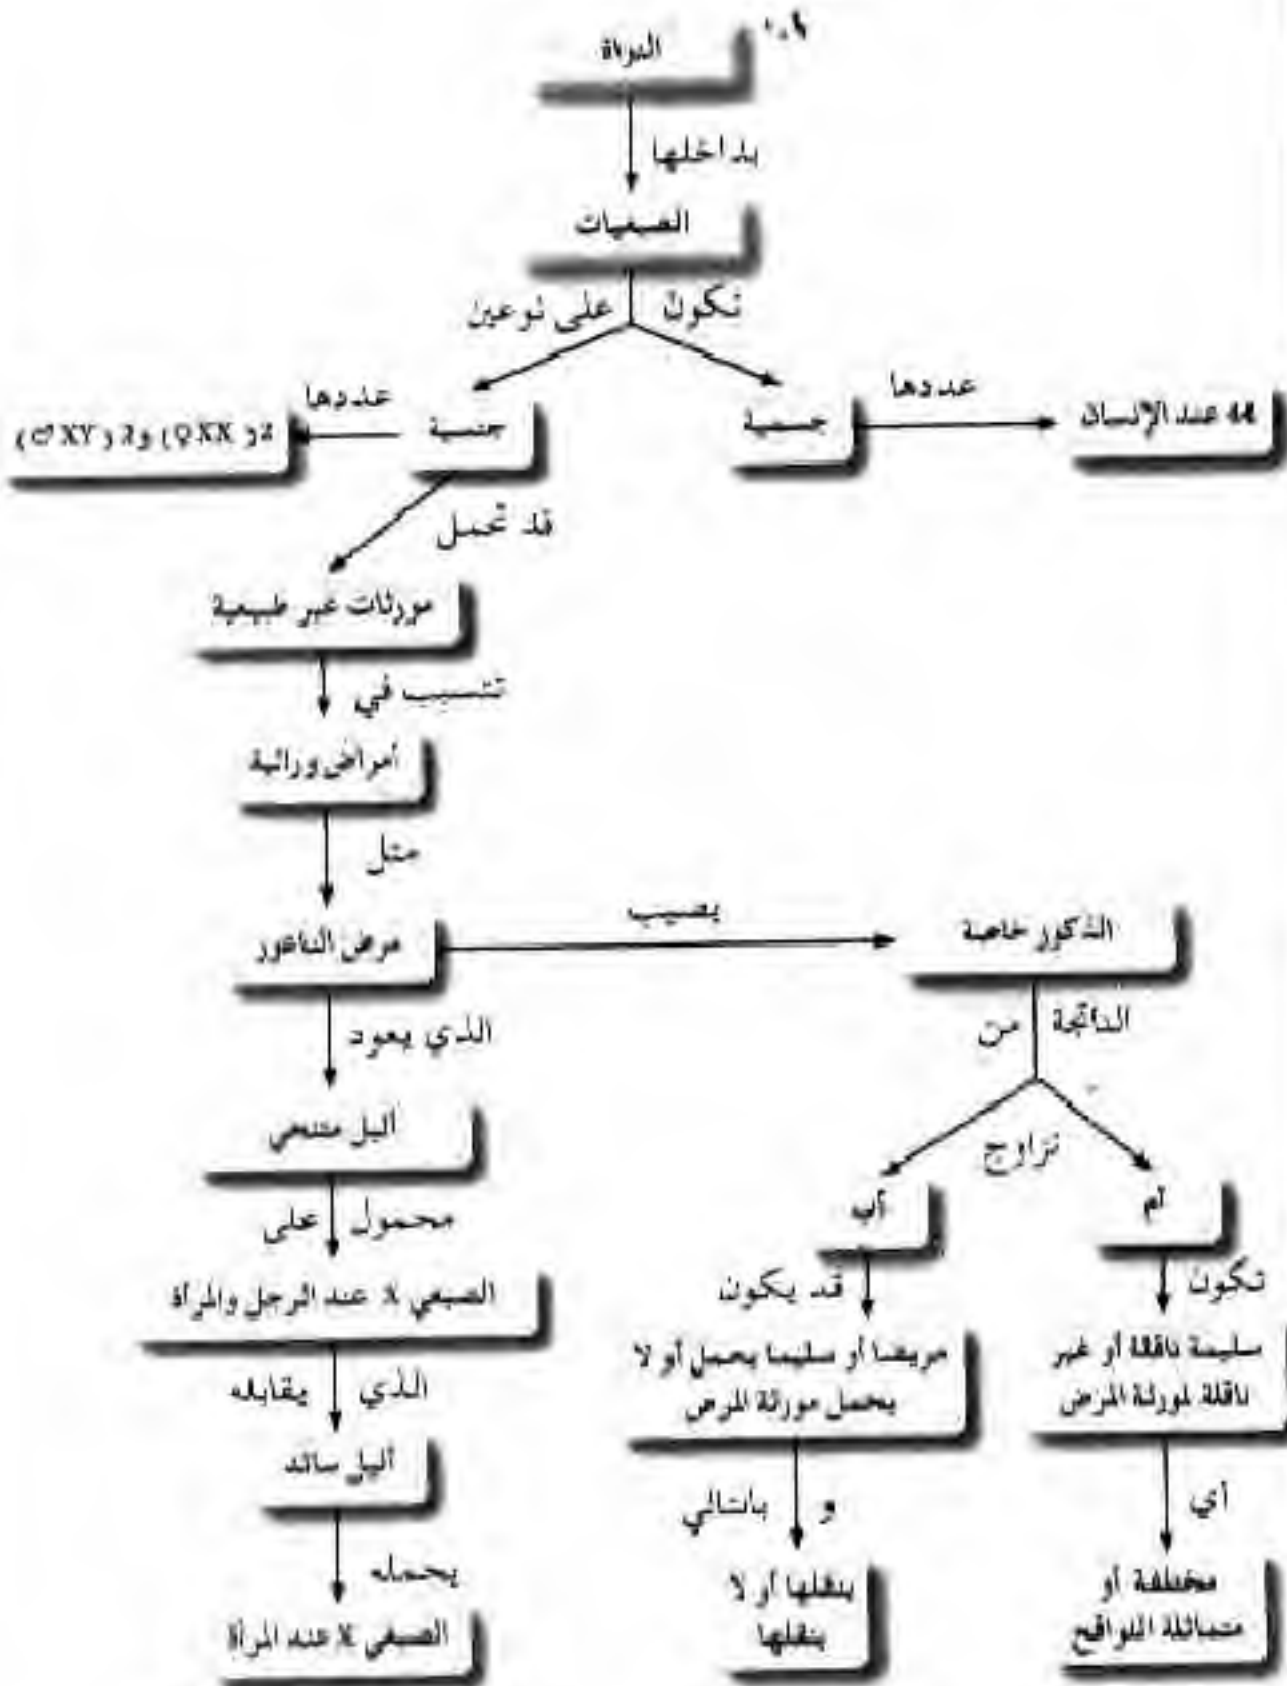 النواة
بداخلها
الصبغيات
تكون على نوعين
44 عند الإنسان
عددها
جسمية
جنسية
عددها
2 (XX ♀) و2 (XY ♂)
قد تحمل
مورثات غير طبيعية
تتسبب في
أمراض وراثية
مثل
مرض الناعور
يصيب
الذكور خاصة
الناتجة من
تزاوج
أم
أب
تكون
سليمة ناقلة أو غير
ناقلة لمورثة المرض
أي
مختلفة أو
متماثلة اللواقح
قد يكون
مريضا أو سليما يحمل أو لا
يحمل مورثة المرض
و بالتالي
ينقلها أو لا
ينقلها
الذي يعود
أليل متنحي
محمول على
الصبغي X عند الرجل والمرأة
الذي يقابله
أليل سائد
يحمله
الصبغي X عند المرأة